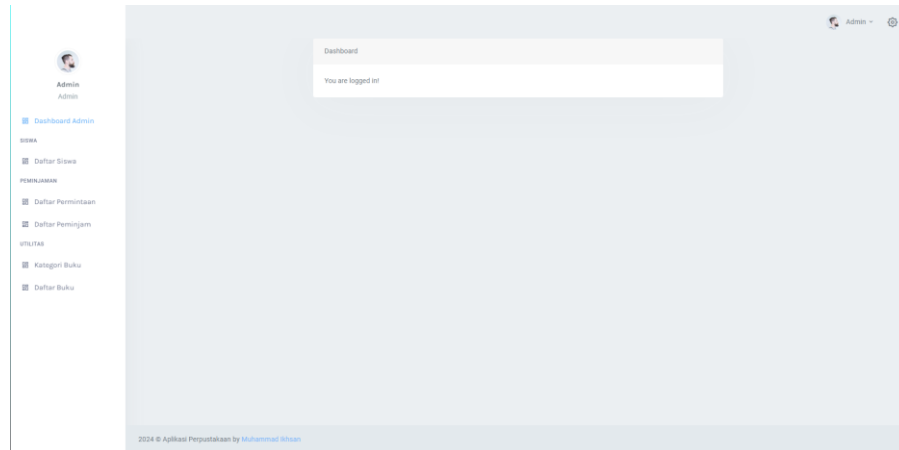 Admin
Dashboard
You are logged in!
Admin
Admin
Dashboard Admin
SISWA
Daftar Siswa
PEMINJAMAN
Daftar Permintaan
Daftar Peminjam
UTILITAS
Kategori Buku
Daftar Buku
2024 © Aplikasi Perpustakaan by Muhammad Ikhsan